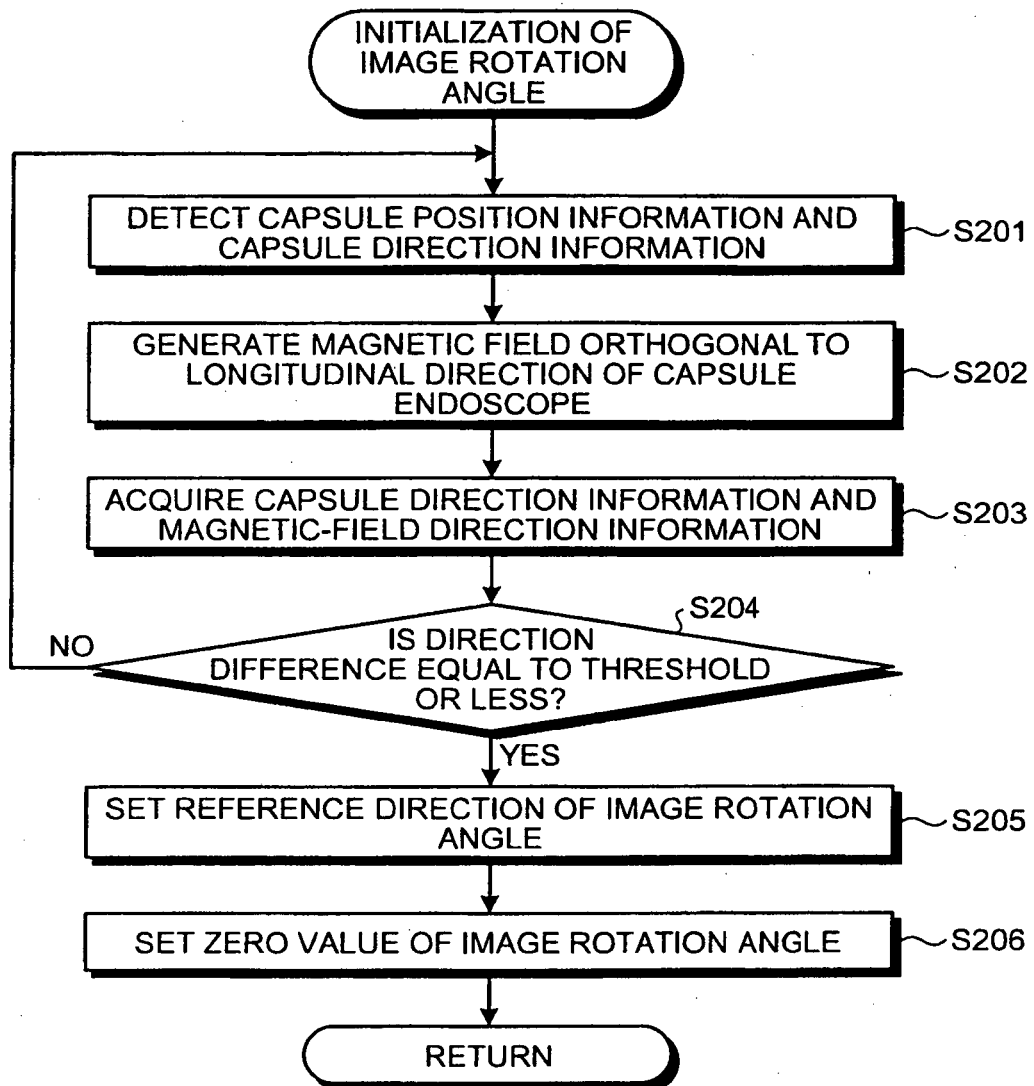 INITIALIZATION OF
IMAGE ROTATION
ANGLE
DETECT CAPSULE POSITION INFORMATION AND
CAPSULE DIRECTION INFORMATION
S201
GENERATE MAGNETIC FIELD ORTHOGONAL TO
LONGITUDINAL DIRECTION OF CAPSULE
ENDOSCOPE
S202
ACQUIRE CAPSULE DIRECTION INFORMATION AND
MAGNETIC-FIELD DIRECTION INFORMATION
S203
S204
NO
IS DIRECTION
DIFFERENCE EQUAL TO THRESHOLD
OR LESS?
YES
SET REFERENCE DIRECTION OF IMAGE ROTATION
ANGLE
S205
SET ZERO VALUE OF IMAGE ROTATION ANGLE
S206
RETURN